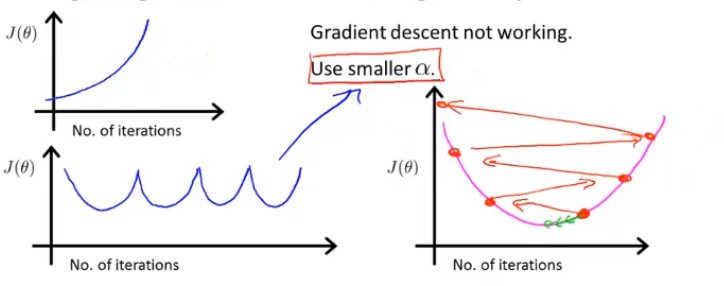 J(θ)
No. of iterations
Gradient descent not working.
Use smaller α.
J(θ)
No. of iterations
J(θ)
No. of iterations